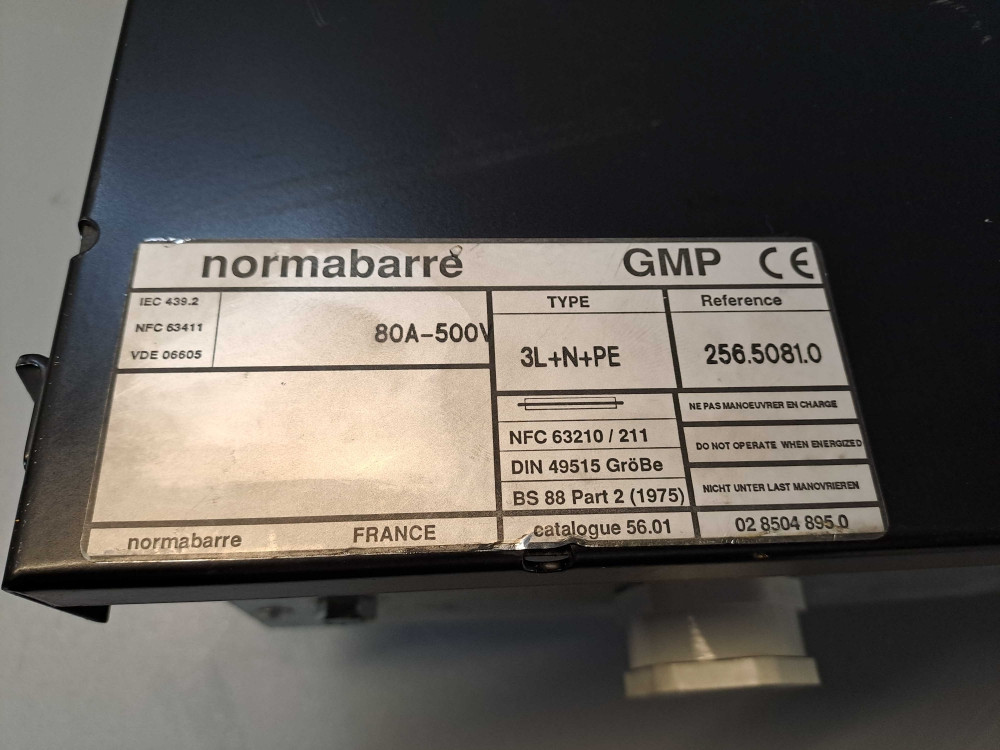 normabarre GMP CE
IEC 439.2
NFC 63411
VDE 06605
80A-500V
TYPE
3L+N+PE
Reference
256.5081.0
NFC 63210 / 211
DIN 49515 GröBe
BS 88 Part 2 (1975)
NE PAS MANOEUVRER EN CHARGE
DO NOT OPERATE WHEN ENERGIZED
NICHT UNTER LAST MANOVRIEREN
normabarre FRANCE
catalogue 56.01
02 8504 895.0